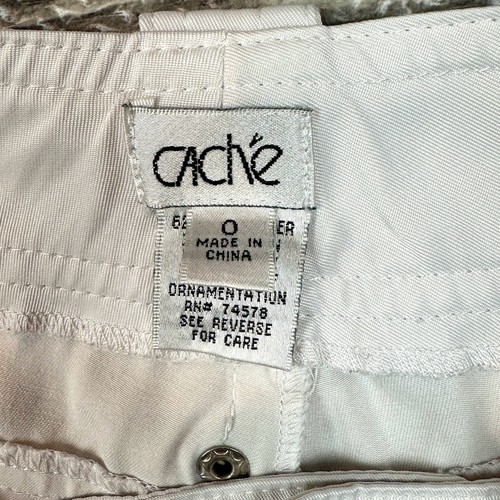 CACHÉ
0
MADE IN
CHINA
ORNAMENTATION
RN# 74578
SEE REVERSE
FOR CARE